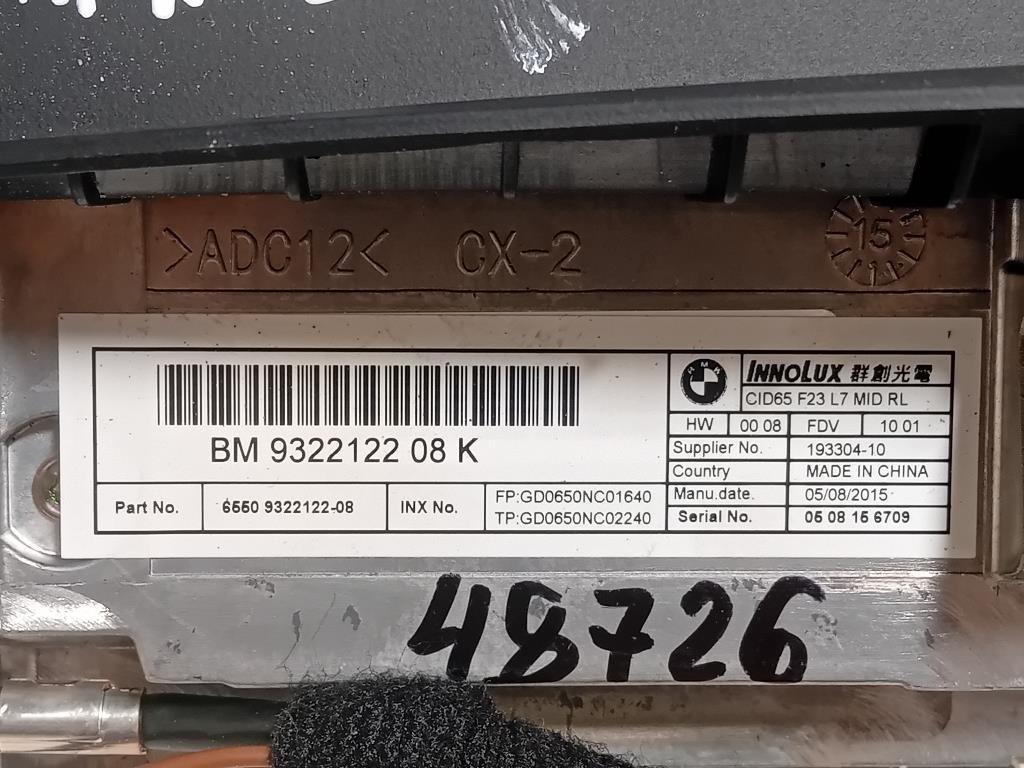 >ADC12< CX-2
15
BMW
INNOLUX 群創光電
CID65 F23 L7 MID RL
HW 00 08 FDV 10 01
BM 9322122 08 K
Supplier No. 193304-10
Country MADE IN CHINA
Part No. 6550 9322122-08 INX No. FP:GD0650NC01640
TP:GD0650NC02240
Manu.date. 05/08/2015
Serial No. 05 08 15 6709
48726